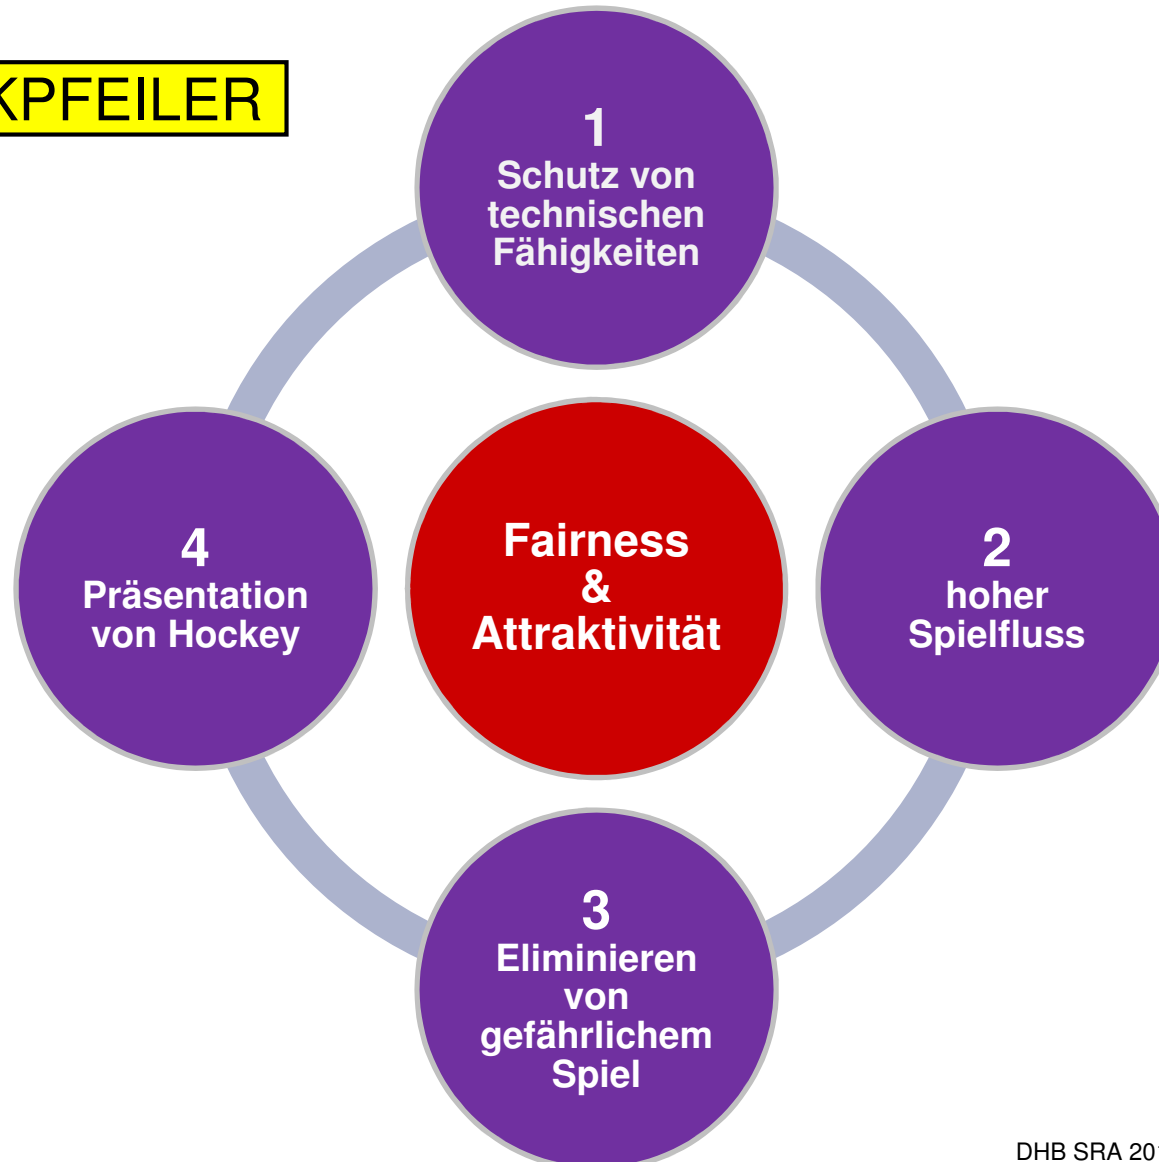 KPFEILER
1
Schutz von
technischen
Fähigkeiten
4
Präsentation
von Hockey
Fairness
&
Attraktivität
2
hoher
Spielfluss
3
Eliminieren
von
gefährlichem
Spiel
DHB SRA 201